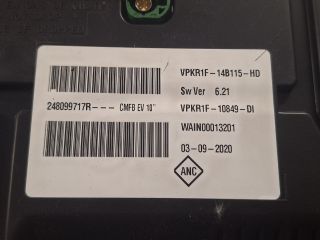 VPKR1F-14B115-HD
Sw Ver 6.21
248099717R--- CMFB EV 10"
VPKR1F-10849-DI
WAIN00013201
03-09-2020
ANC